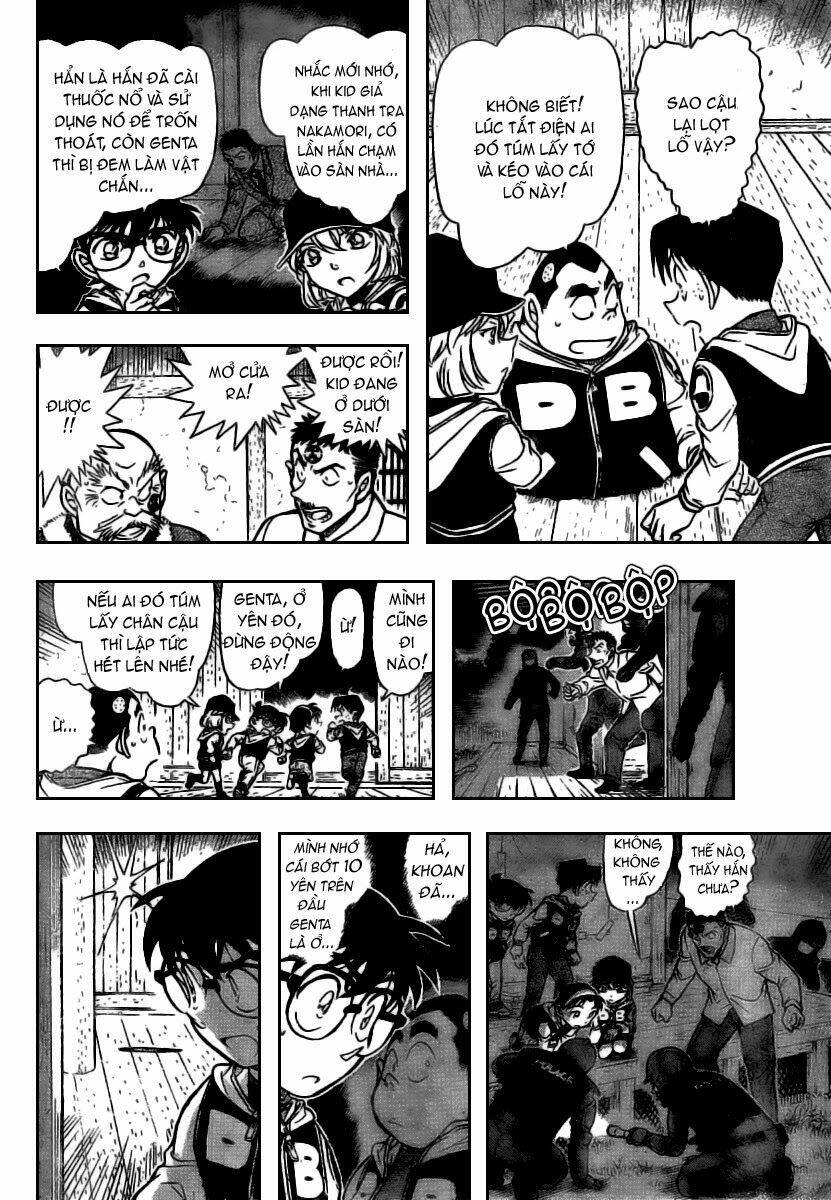 SAO CẬU
LẠI LỌT
LỖ VẬY?
KHÔNG BIẾT!
LÚC TẮT ĐIỆN AI
ĐÓ TÚM LẤY TỚ
VÀ KÉO VÀO CÁI
LỖ NÀY!
D B
NHẮC MỚI NHỚ,
KHI KID GIẢ
DẠNG THANH TRA
NAKAMORI, CÓ
LẦN HẮN CHẠM
VÀO SÀN NHÀ...
HẲN LÀ HẮN ĐÃ CÀI
THUỐC NỔ VÀ SỬ
DỤNG NÓ ĐỂ TRỐN
THOÁT, CÒN GENTA
THÌ BỊ ĐEM LÀM VẬT
CHẮN...
ĐƯỢC RỒI!
KID ĐANG
Ở DƯỚI
SÀN!
MỞ CỬA
RA!
ĐƯỢC
!!
BỘ BỘ BỘP
MÌNH
CŨNG
ĐI
NÀO!
Ừ!
GENTA, Ở
YÊN ĐÓ,
ĐỪNG ĐỘNG
ĐẬY!
NẾU AI ĐÓ TÚM
LẤY CHÂN CẬU
THÌ LẬP TỨC
HÉT LÊN NHÉ!
Ừ...
THẾ NÀO,
THẤY HẮN
CHƯA?
KHÔNG,
KHÔNG
THẤY
...
HẢ,
KHOAN
ĐÃ...
MÌNH NHỚ
CÁI BỚT 10
YÊN TRÊN
ĐẦU
GENTA
LÀ Ở...
B